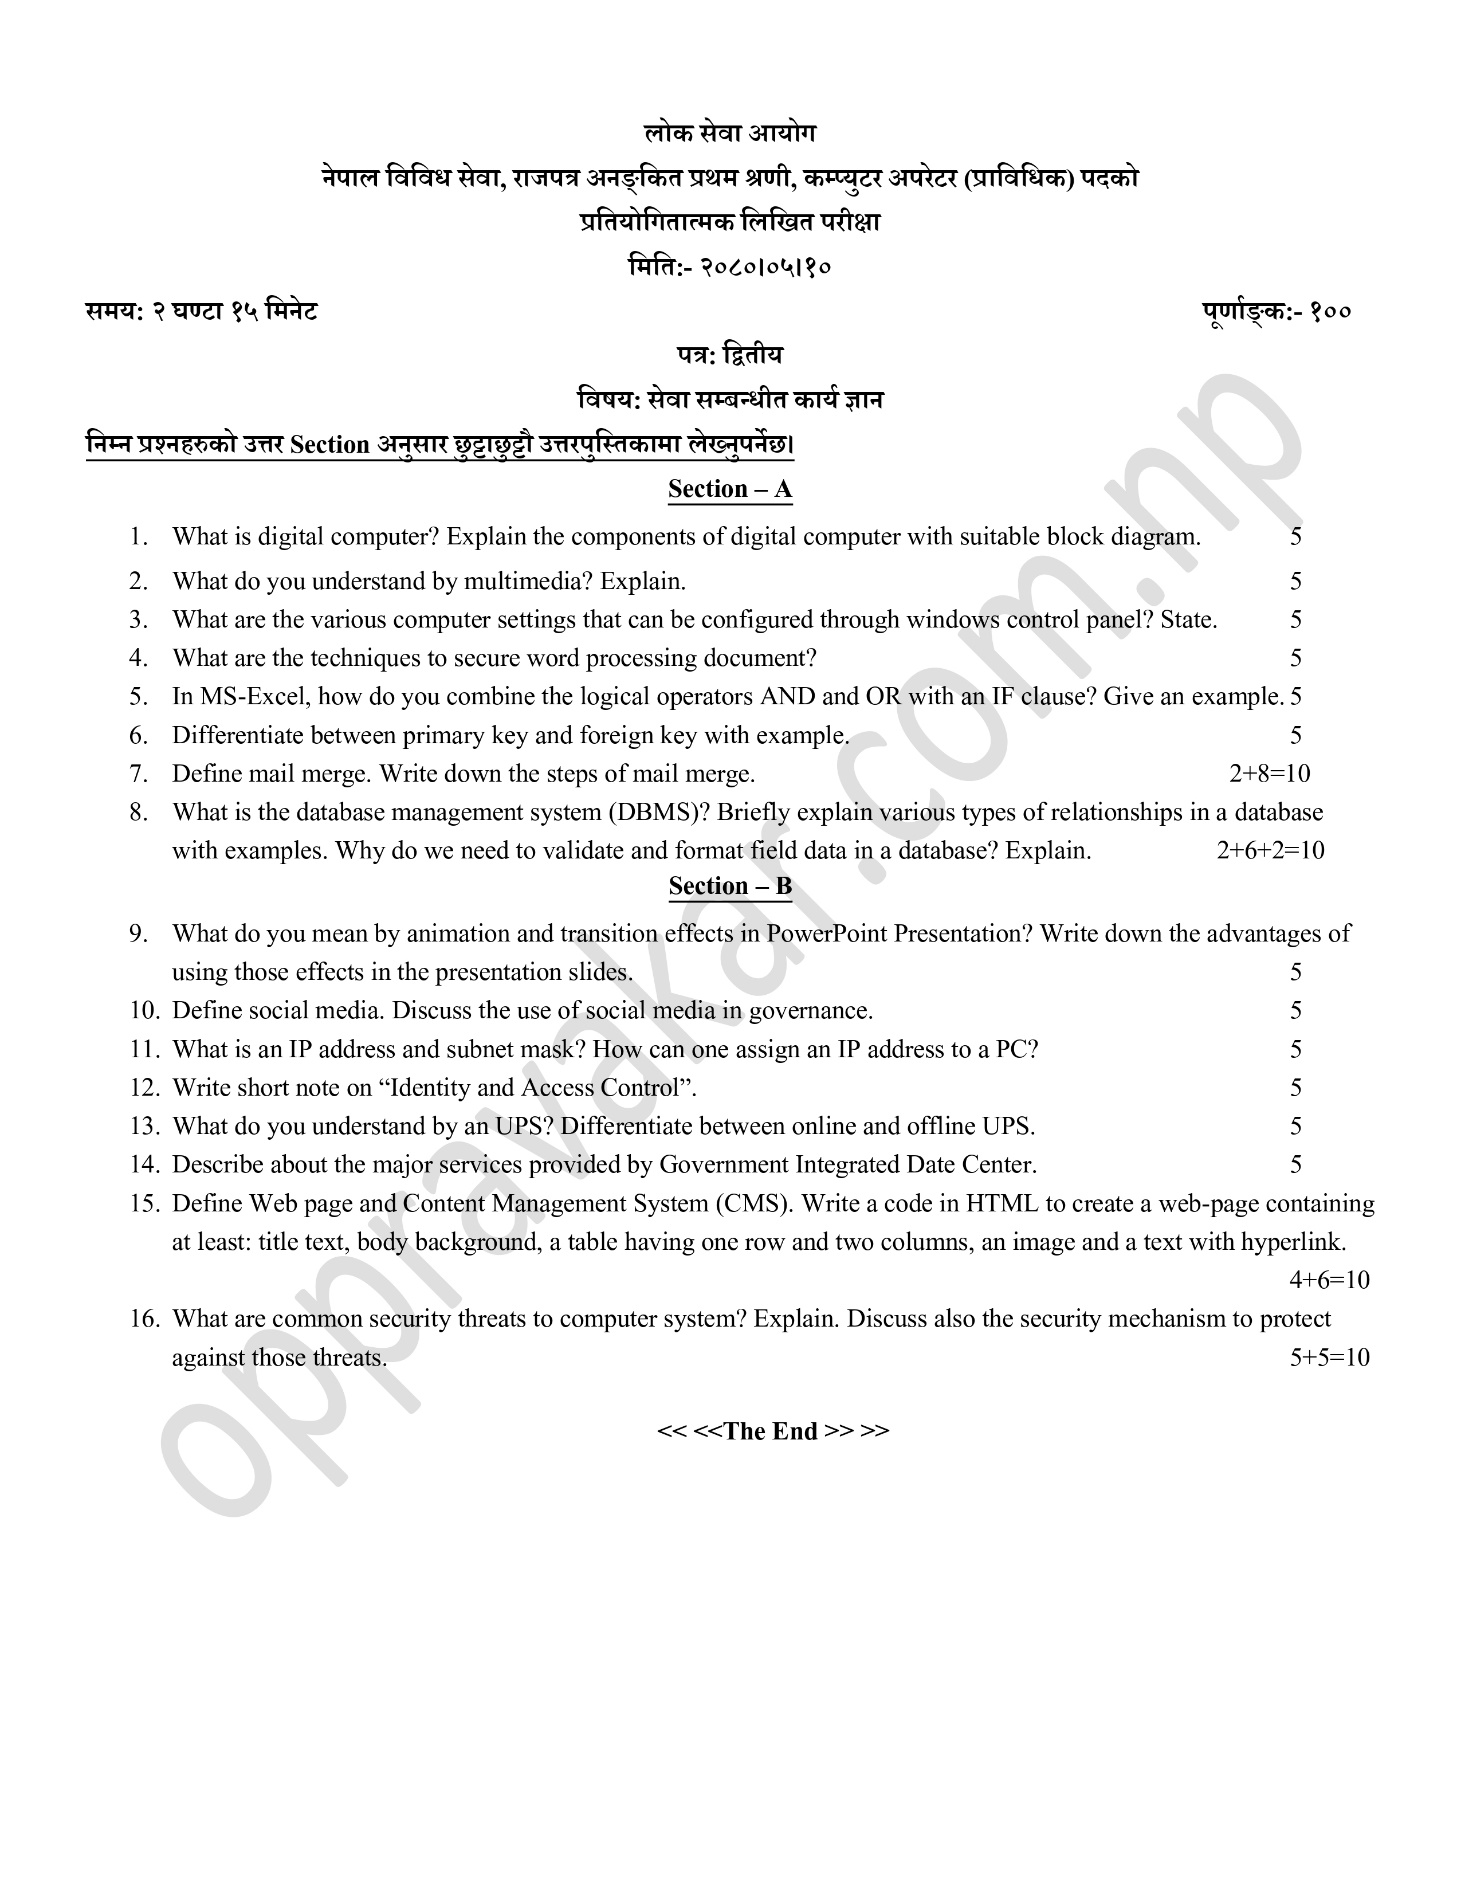 लोक सेवा आयोग
नेपाल विविध सेवा, राजपत्र अनङ्कित प्रथम श्रणी, कम्प्युटर अपरेटर (प्राविधिक) पदको
प्रतियोगितात्मक लिखित परीक्षा
मिति:- २०८०।०५।१०
समय: २ घण्टा १५ मिनेट पूर्णाङ्क:- १००
पत्र: द्वितीय
विषय: सेवा सम्बन्धीत कार्य ज्ञान
निम्न प्रश्नहरुको उत्तर Section अनुसार छुट्टाछुट्टौ उत्तरपुस्तिकामा लेख्नुपर्नेछ।
Section – A
1. What is digital computer? Explain the components of digital computer with suitable block diagram. 5
2. What do you understand by multimedia? Explain. 5
3. What are the various computer settings that can be configured through windows control panel? State. 5
4. What are the techniques to secure word processing document? 5
5. In MS-Excel, how do you combine the logical operators AND and OR with an IF clause? Give an example. 5
6. Differentiate between primary key and foreign key with example. 5
7. Define mail merge. Write down the steps of mail merge. 2+8=10
8. What is the database management system (DBMS)? Briefly explain various types of relationships in a database
with examples. Why do we need to validate and format field data in a database? Explain. 2+6+2=10
Section – B
9. What do you mean by animation and transition effects in PowerPoint Presentation? Write down the advantages of
using those effects in the presentation slides. 5
10. Define social media. Discuss the use of social media in governance. 5
11. What is an IP address and subnet mask? How can one assign an IP address to a PC? 5
12. Write short note on “Identity and Access Control”. 5
13. What do you understand by an UPS? Differentiate between online and offline UPS. 5
14. Describe about the major services provided by Government Integrated Date Center. 5
15. Define Web page and Content Management System (CMS). Write a code in HTML to create a web-page containing
at least: title text, body background, a table having one row and two columns, an image and a text with hyperlink.
4+6=10
16. What are common security threats to computer system? Explain. Discuss also the security mechanism to protect
against those threats. 5+5=10
<< <<The End >> >>
oppravakar.com.np